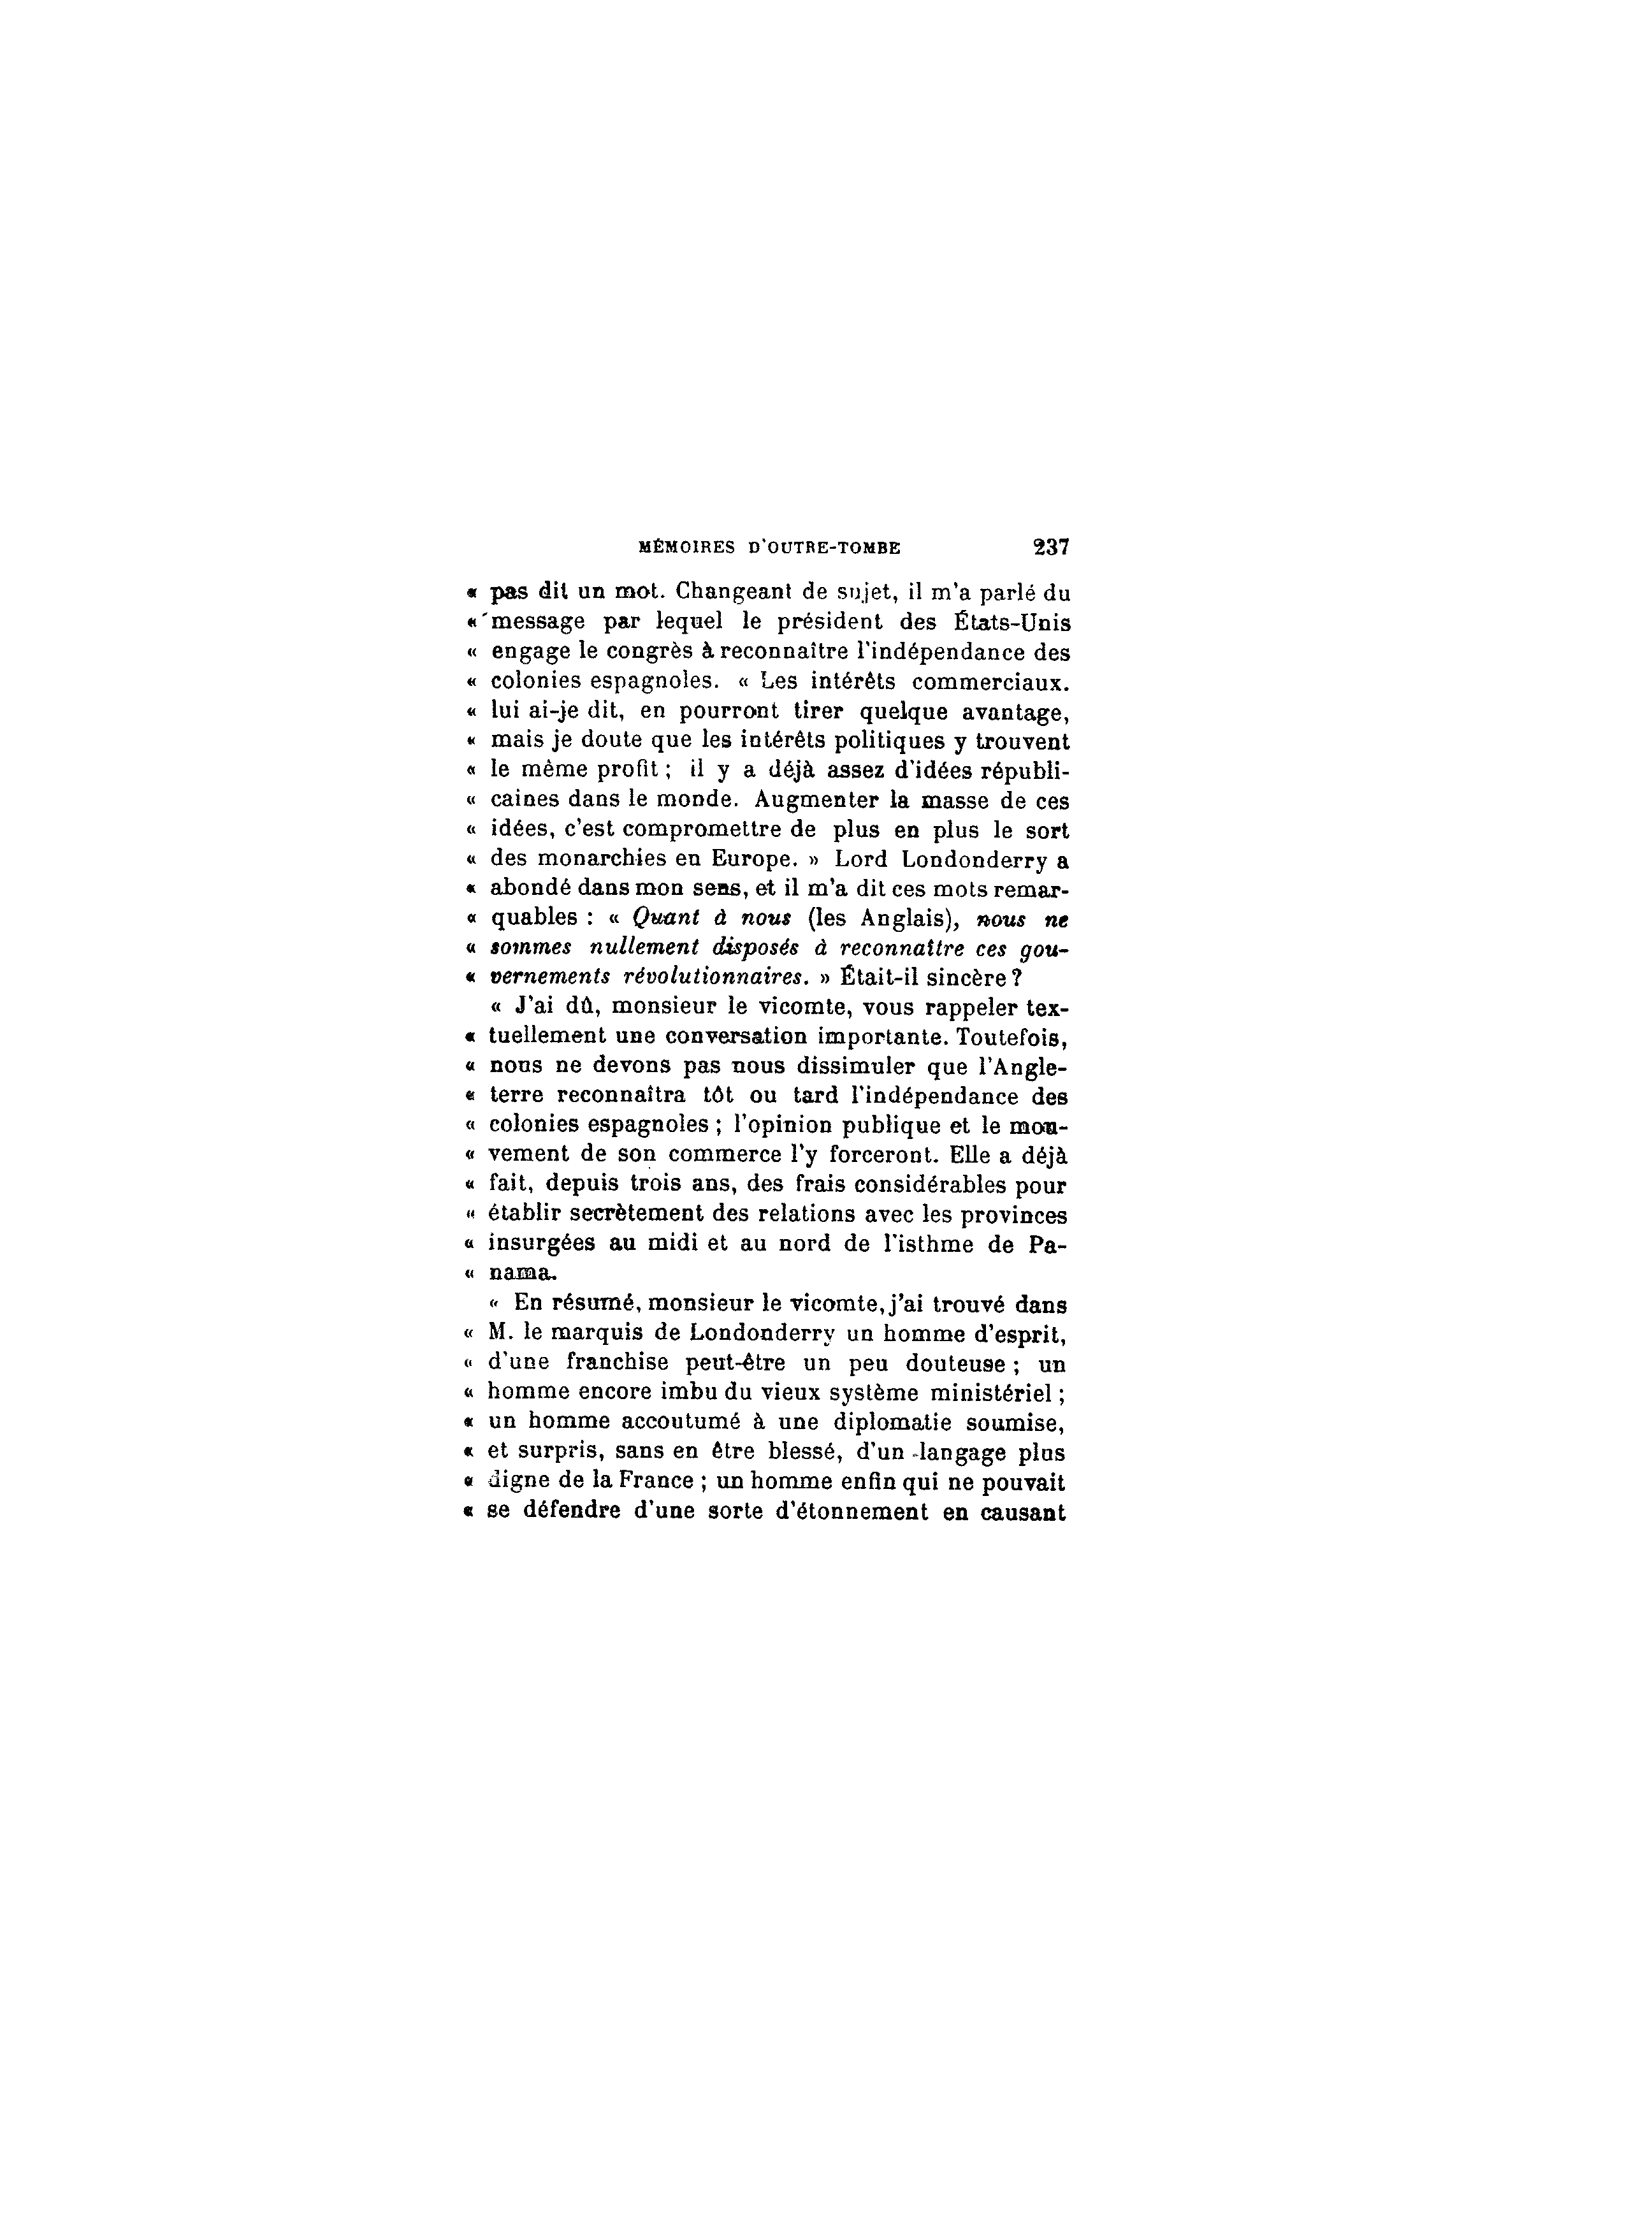 MÉMOIRES D'OUTRE-TOMBE 237
« pas dit un mot. Changeant de sujet, il m'a parlé du
« message par lequel le président des États-Unis
« engage le congrès à reconnaître l'indépendance des
« colonies espagnoles. « Les intérêts commerciaux.
« lui ai-je dit, en pourront tirer quelque avantage,
« mais je doute que les intérêts politiques y trouvent
« le même profit ; il y a déjà assez d'idées républi-
« caines dans le monde. Augmenter la masse de ces
« idées, c'est compromettre de plus en plus le sort
« des monarchies en Europe. » Lord Londonderry a
« abondé dans mon sens, et il m'a dit ces mots remar-
« quables : « Quant à nous (les Anglais), nous ne
« sommes nullement disposés à reconnaître ces gou-
« vernements révolutionnaires. » Était-il sincère ?
« J'ai dû, monsieur le vicomte, vous rappeler tex-
« tuellement une conversation importante. Toutefois,
« nous ne devons pas nous dissimuler que l'Angle-
« terre reconnaîtra tôt ou tard l'indépendance des
« colonies espagnoles ; l'opinion publique et le mou-
« vement de son commerce l'y forceront. Elle a déjà
« fait, depuis trois ans, des frais considérables pour
« établir secrètement des relations avec les provinces
« insurgées au midi et au nord de l'isthme de Pa-
« nama.
« En résumé, monsieur le vicomte, j'ai trouvé dans
« M. le marquis de Londonderry un homme d'esprit,
« d'une franchise peut-être un peu douteuse ; un
« homme encore imbu du vieux système ministériel ;
« un homme accoutumé à une diplomatie soumise,
« et surpris, sans en être blessé, d'un langage plus
« digne de la France ; un homme enfin qui ne pouvait
« se défendre d'une sorte d'étonnement en causant